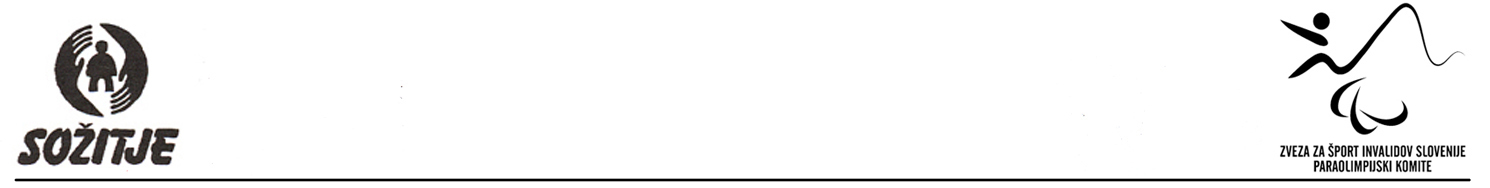 SOŽITJE
ZVEZA ZA ŠPORT INVALIDOV SLOVENIJE
PARAOLIMPIJSKI KOMITE